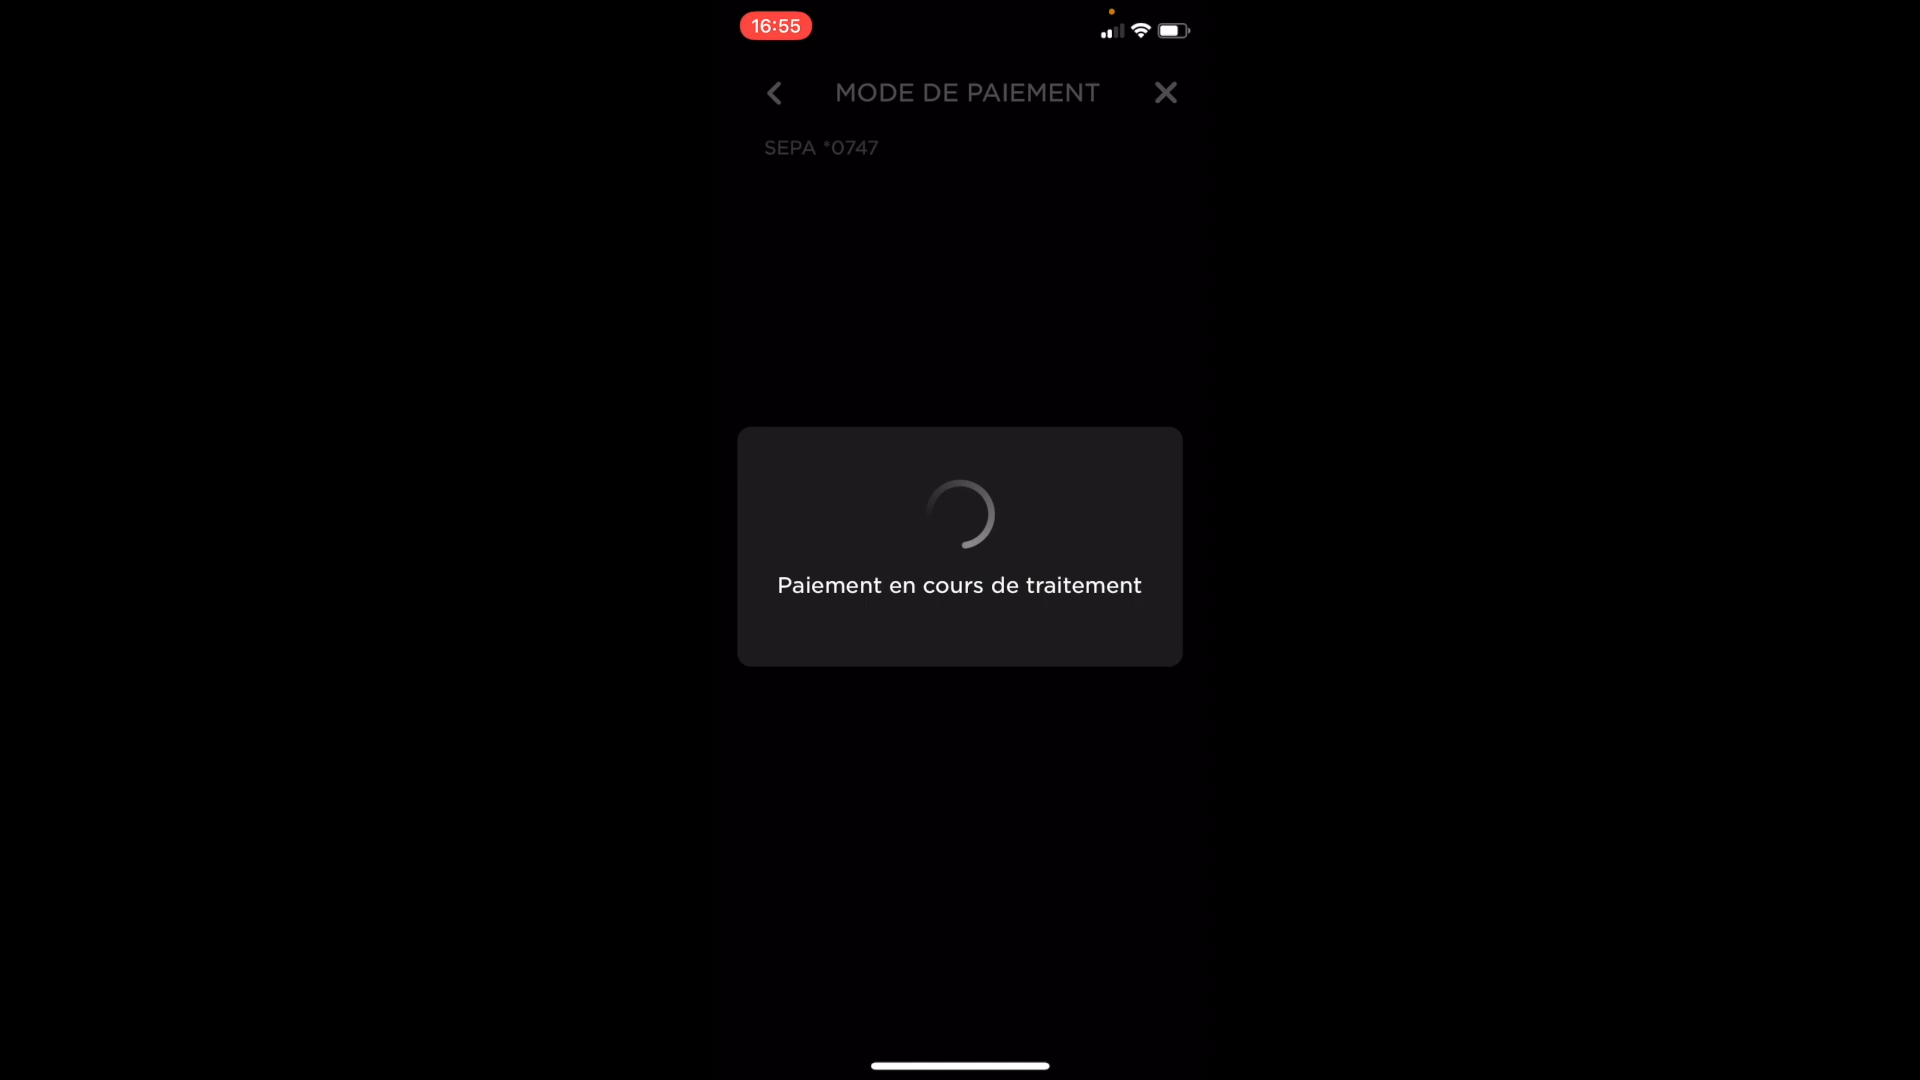 16:55
MODE DE PAIEMENT
SEPA *0747
Paiement en cours de traitement